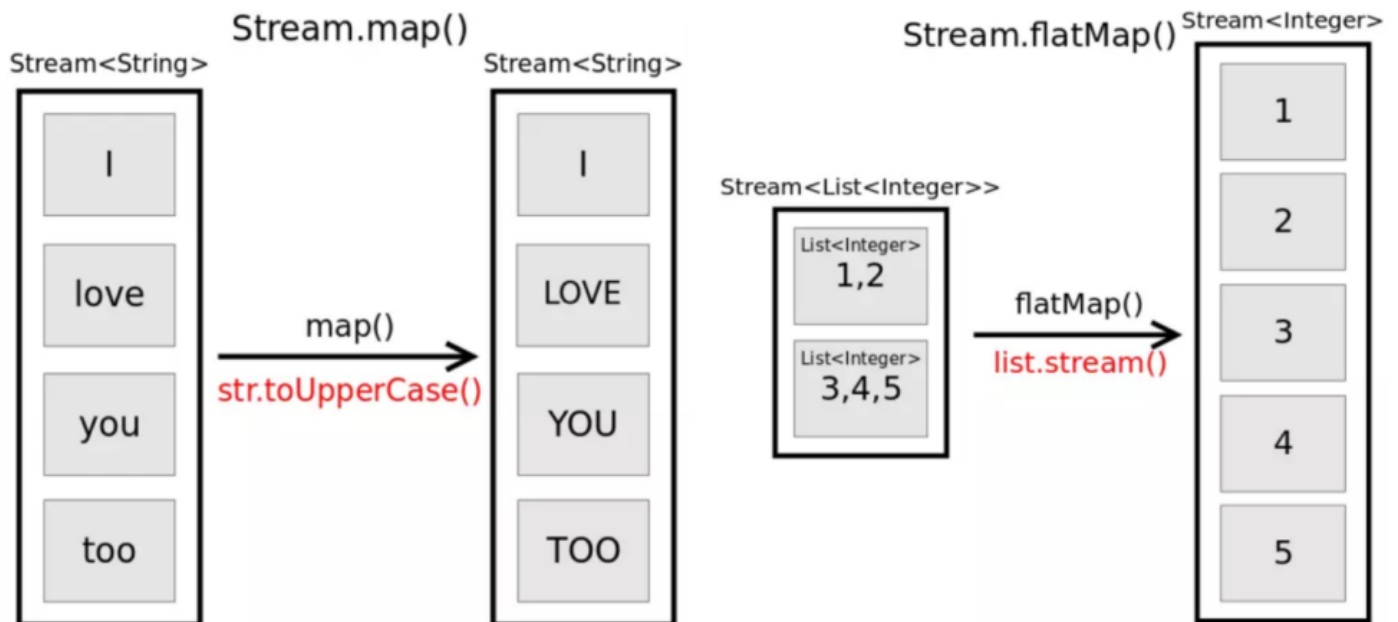 Stream.map()
Stream<String>
I
love
you
too
map()
str.toUpperCase()
Stream<String>
I
LOVE
YOU
TOO
Stream.flatMap()
Stream<List<Integer>>
List<Integer>
1,2
List<Integer>
3,4,5
flatMap()
list.stream()
Stream<Integer>
1
2
3
4
5